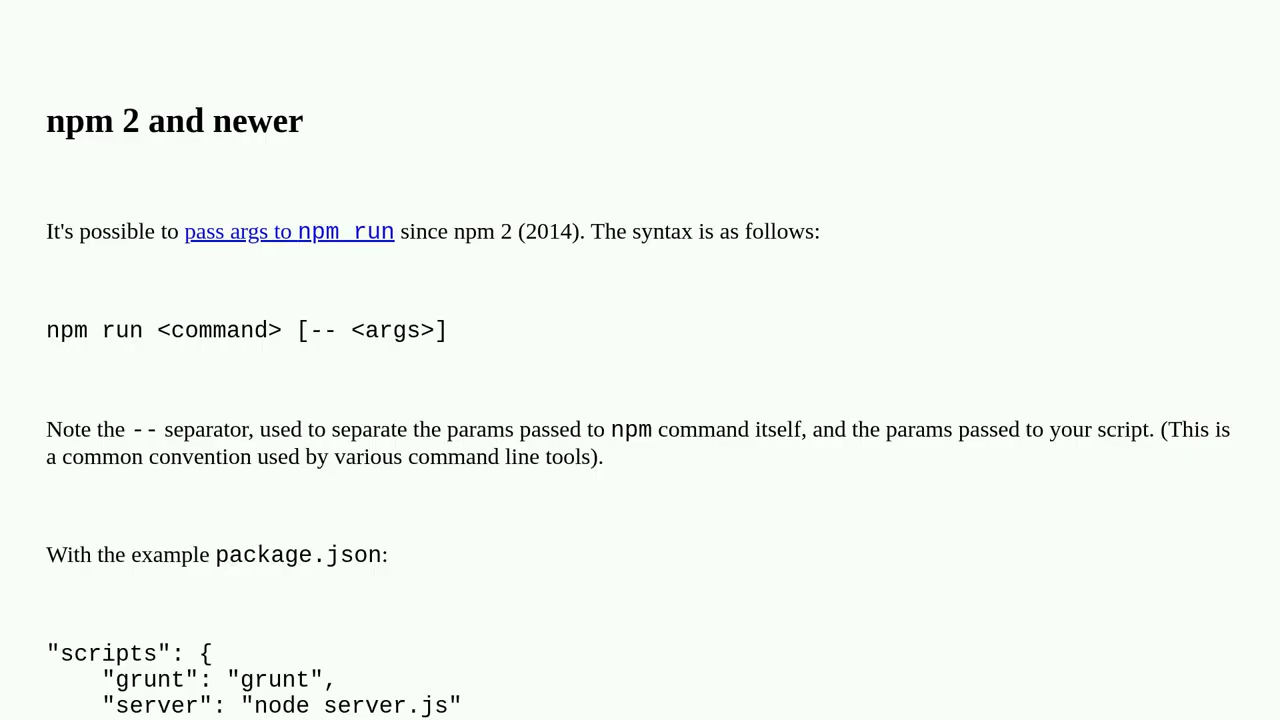 npm 2 and newer
It's possible to pass args to npm run since npm 2 (2014). The syntax is as follows:
npm run <command> [-- <args>]
Note the -- separator, used to separate the params passed to npm command itself, and the params passed to your script. (This is
a common convention used by various command line tools).
With the example package.json:
"scripts": {
    "grunt": "grunt",
    "server": "node server.js"